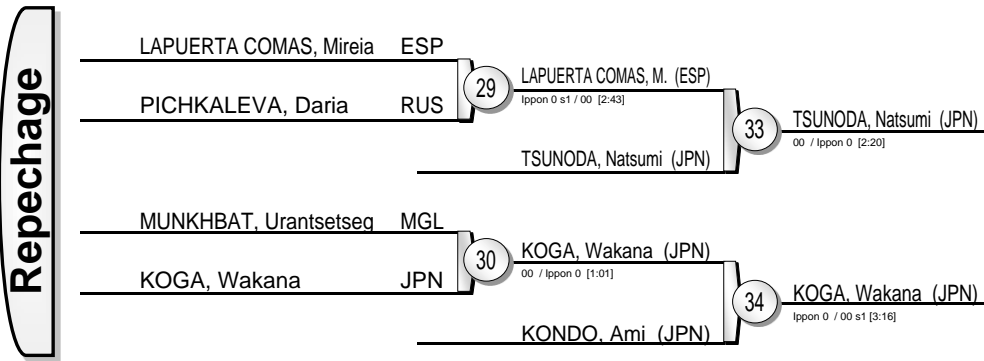 Repechage
LAPUERTA COMAS, Mireia ESP
PICHKALEVA, Daria RUS
29
LAPUERTA COMAS, M. (ESP)
Ippon 0 s1 / 00 [2:43]
TSUNODA, Natsumi (JPN)
33
TSUNODA, Natsumi (JPN)
00 / Ippon 0 [2:20]
MUNKHBAT, Urantsetseg MGL
KOGA, Wakana JPN
30
KOGA, Wakana (JPN)
00 / Ippon 0 [1:01]
KONDO, Ami (JPN)
34
KOGA, Wakana (JPN)
Ippon 0 / 00 s1 [3:16]